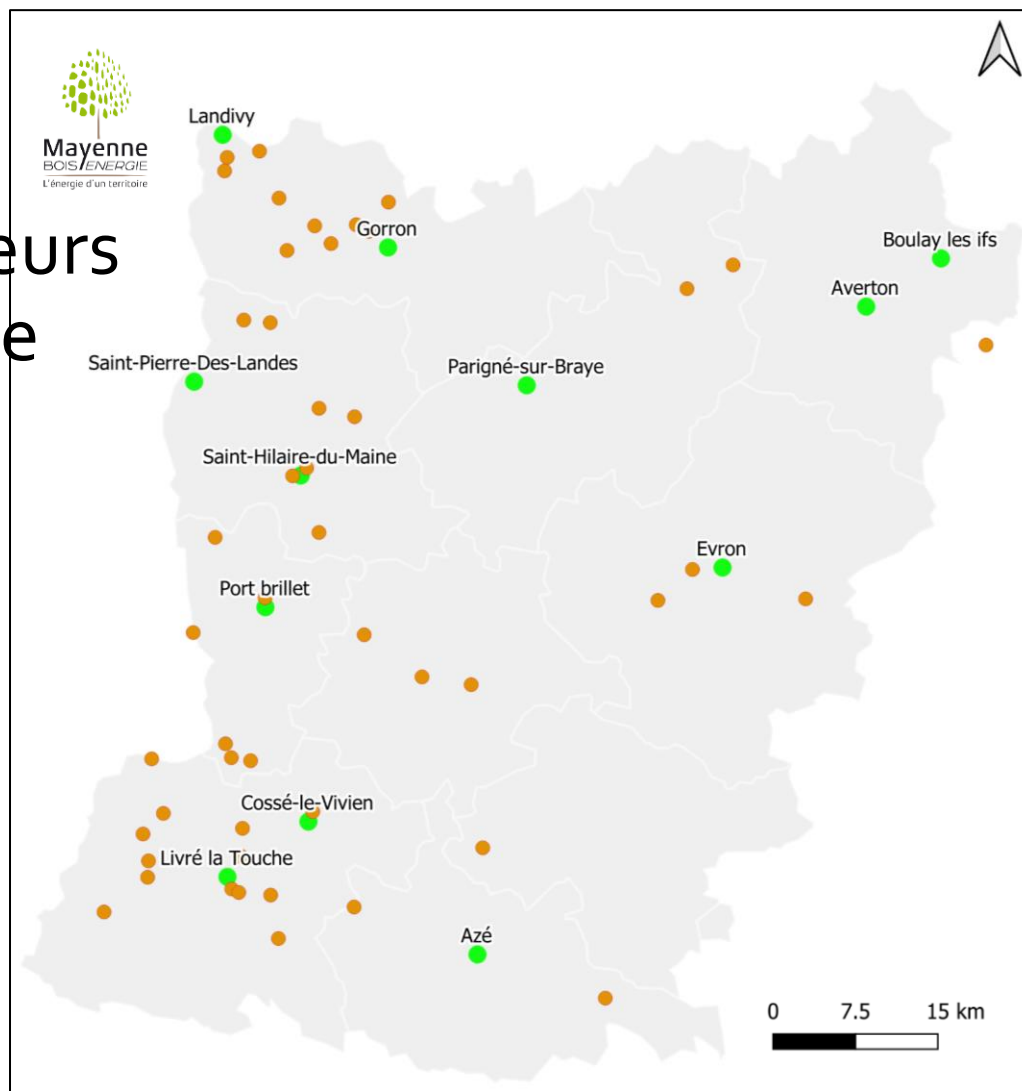 Mayenne
BOIS/ENERGIE
L'énergie d'un territoire
Landivy
Gorron
eurs
Boulay les ifs
Averton
e
Saint-Pierre-Des-Landes
Parigné-sur-Braye
Saint-Hilaire-du-Maine
Evron
Port brillet
Cossé-le-Vivien
Livré la Touche
Azé
0 7.5 15 km